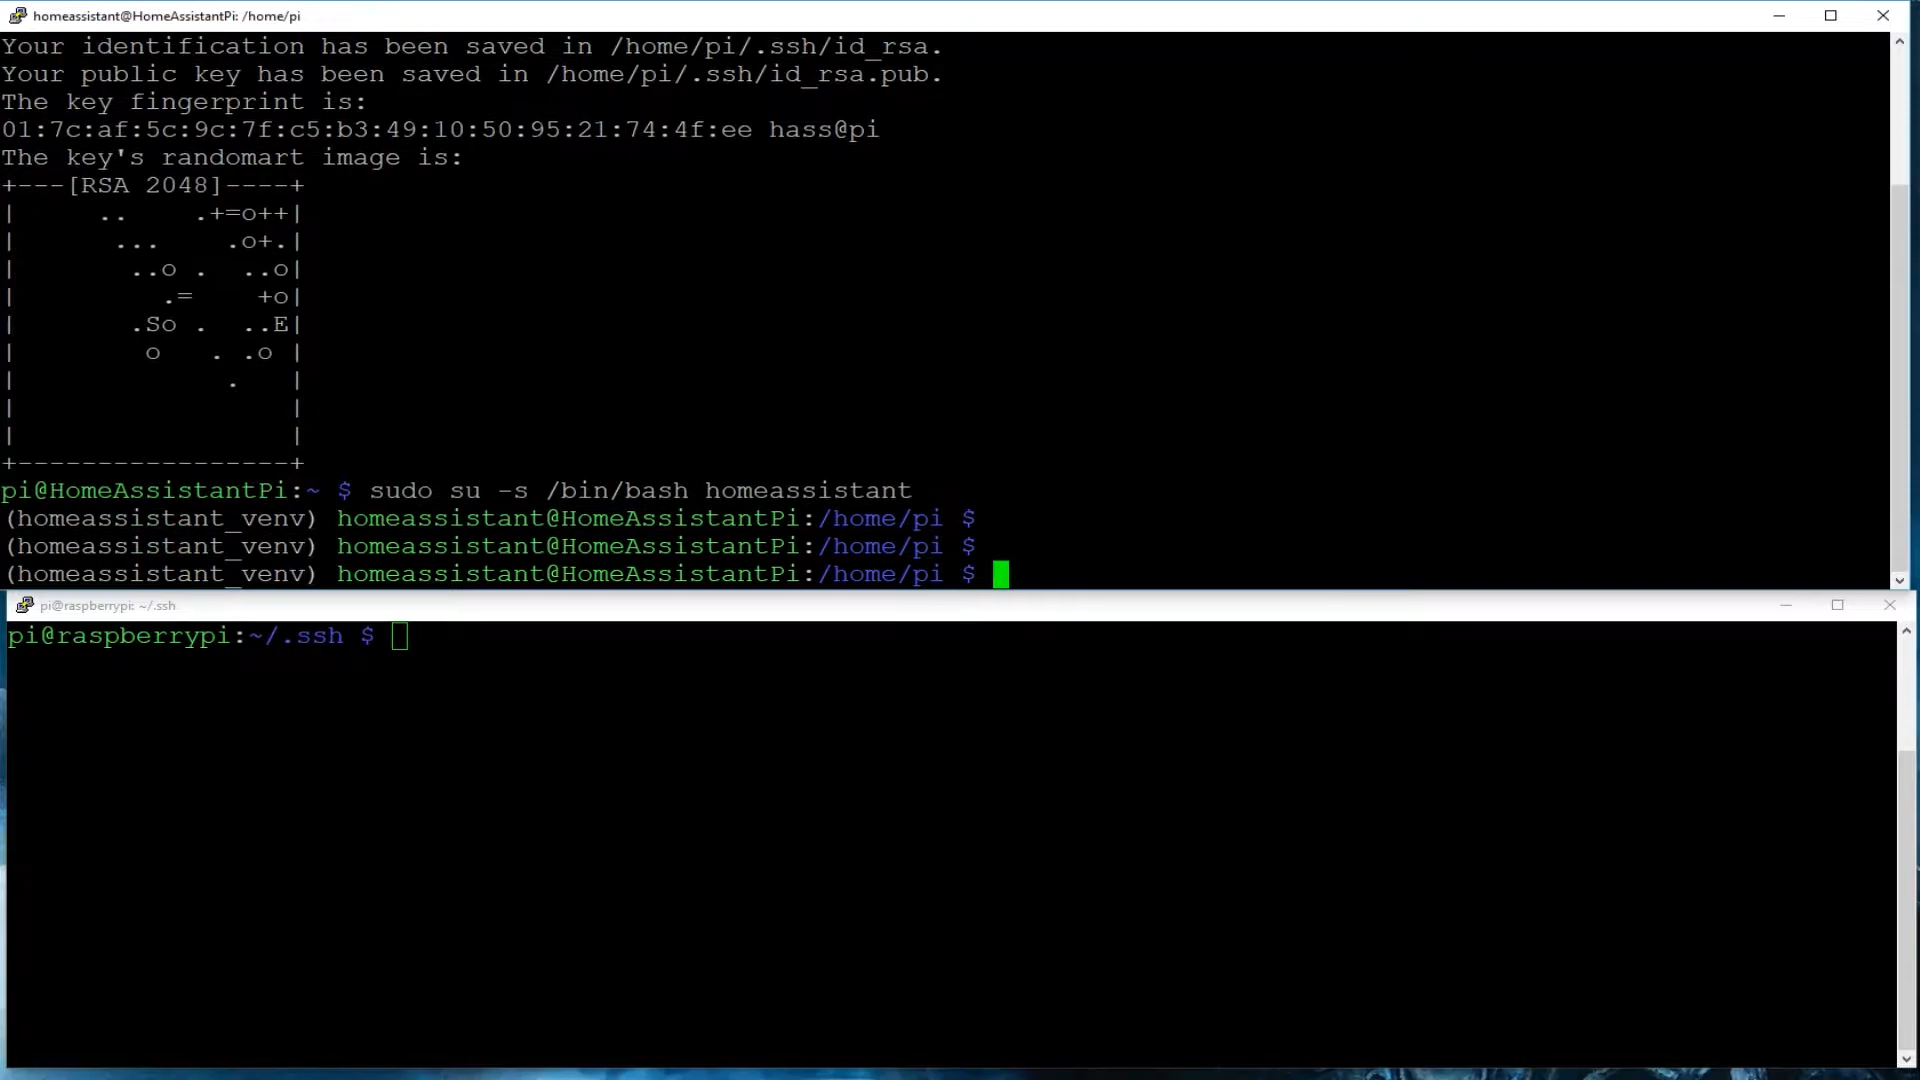 homeassistant@HomeAssistantPi: /home/pi
Your identification has been saved in /home/pi/.ssh/id_rsa.
Your public key has been saved in /home/pi/.ssh/id_rsa.pub.
The key fingerprint is:
01:7c:af:5c:9c:7f:c5:b3:49:10:50:95:21:74:4f:ee hass@pi
The key's randomart image is:
+---[RSA 2048]----+
|     ..    .+=o++|
|      ...    .o+.|
|       ..o .  ..o|
|         .=    +o|
|       .So .  ..E|
|        o   . .o |
|             .   |
|                 |
|                 |
+-----------------+
pi@HomeAssistantPi:~ $ sudo su -s /bin/bash homeassistant
(homeassistant_venv) homeassistant@HomeAssistantPi:/home/pi $
(homeassistant_venv) homeassistant@HomeAssistantPi:/home/pi $
(homeassistant_venv) homeassistant@HomeAssistantPi:/home/pi $
pi@raspberrypi: ~/.ssh
pi@raspberrypi:~/.ssh $